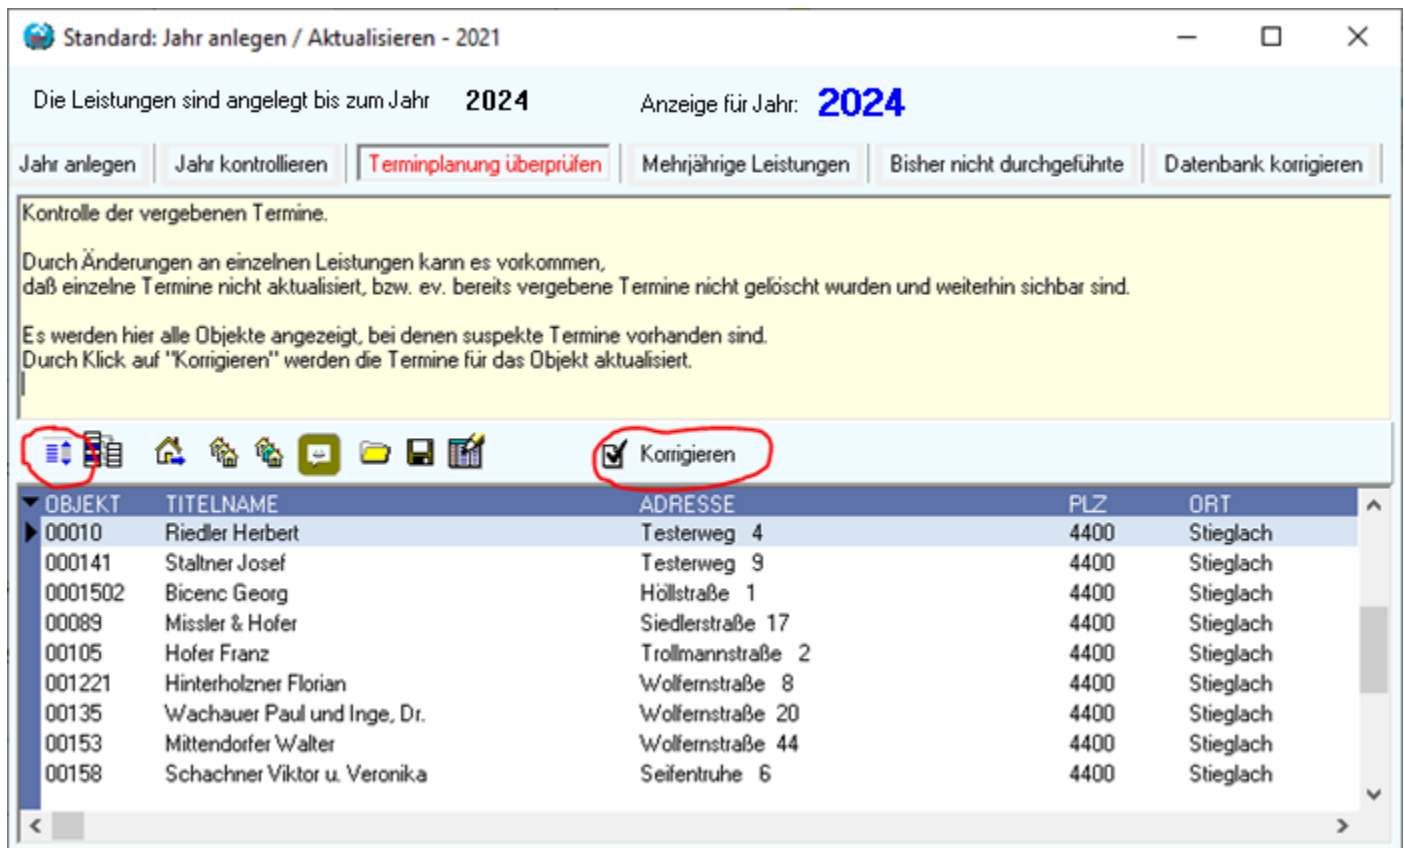 Standard: Jahr anlegen / Aktualisieren - 2021
Die Leistungen sind angelegt bis zum Jahr 2024 Anzeige für Jahr: 2024
Jahr anlegen Jahr kontrollieren Terminplanung überprüfen Mehrjährige Leistungen Bisher nicht durchgeführte Datenbank korrigieren
Kontrolle der vergebenen Termine.
Durch Änderungen an einzelnen Leistungen kann es vorkommen,
daß einzelne Termine nicht aktualisiert, bzw. ev. bereits vergebene Termine nicht gelöscht wurden und weiterhin sichbar sind.
Es werden hier alle Objekte angezeigt, bei denen suspekte Termine vorhanden sind.
Durch Klick auf "Korrigieren" werden die Termine für das Objekt aktualisiert.
Korrigieren
OBJEKT TITELNAME ADRESSE PLZ ORT
00010 Riedler Herbert Testerweg 4 4400 Stieglach
000141 Staltner Josef Testerweg 9 4400 Stieglach
0001502 Bicenc Georg Höllstraße 1 4400 Stieglach
00089 Missler & Hofer Siedlerstraße 17 4400 Stieglach
00105 Hofer Franz Trollmannstraße 2 4400 Stieglach
001221 Hinterholzner Florian Wolfernstraße 8 4400 Stieglach
00135 Wachauer Paul und Inge, Dr. Wolfernstraße 20 4400 Stieglach
00153 Mittendorfer Walter Wolfernstraße 44 4400 Stieglach
00158 Schachner Viktor u. Veronika Seifentruhe 6 4400 Stieglach